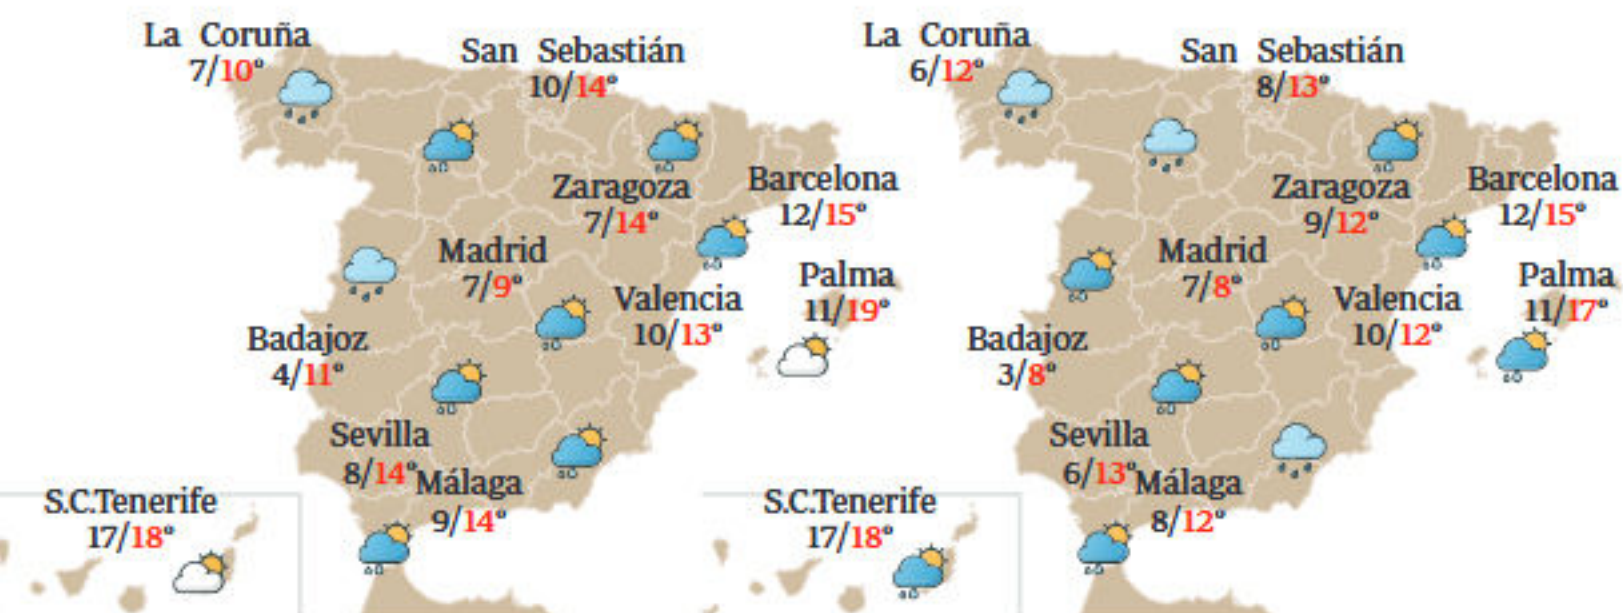 La Coruña
7/10°
San Sebastián
10/14°
Zaragoza
7/14°
Barcelona
12/15°
Madrid
7/9°
Valencia
10/13°
Palma
11/19°
Badajoz
4/11°
Sevilla
8/14°
Málaga
9/14°
S.C.Tenerife
17/18°
La Coruña
6/12°
San Sebastián
8/13°
Zaragoza
9/12°
Barcelona
12/15°
Madrid
7/8°
Valencia
10/12°
Palma
11/17°
Badajoz
3/8°
Sevilla
6/13°
Málaga
8/12°
S.C.Tenerife
17/18°